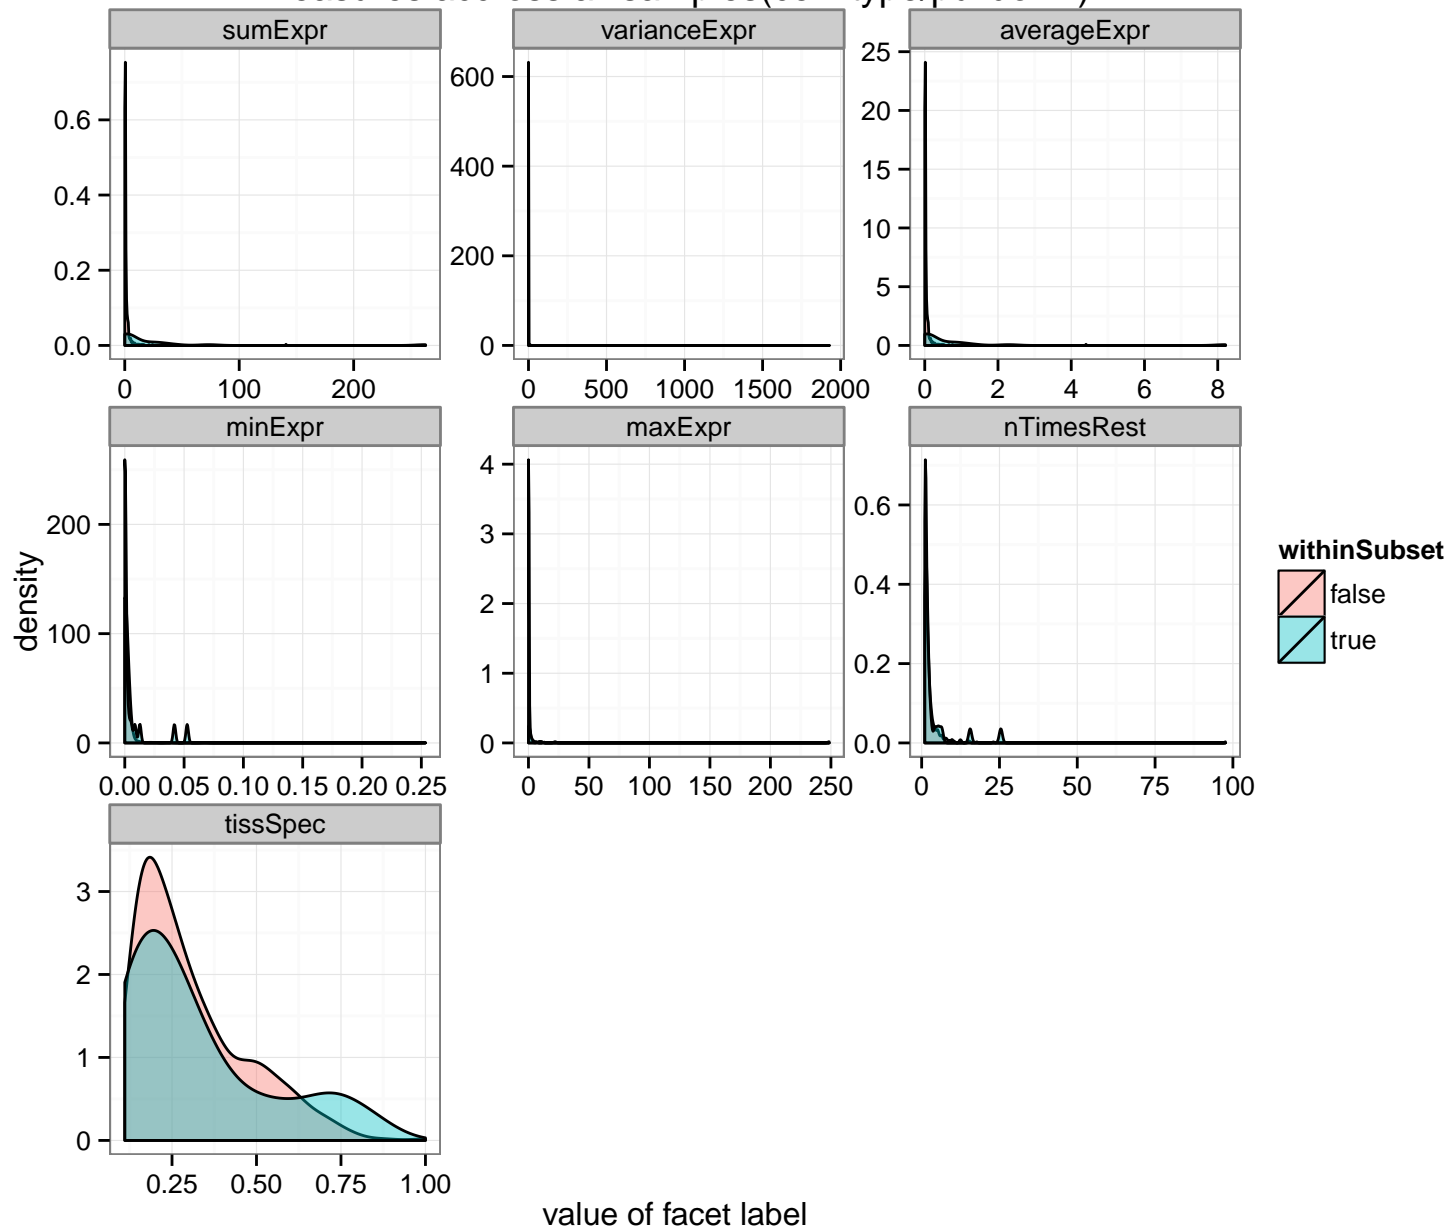 sumExpr varianceExpr averageExpr
0.6
0.4
0.2
0.0
0 100 200
600
400
200
0
0 500 1000 1500 2000
25
20
15
10
5
0
0 2 4 6 8
minExpr maxExpr nTimesRest
200
100
0
0.00 0.05 0.10 0.15 0.20 0.25
4
3
2
1
0
0 50 100 150 200 250
0.6
0.4
0.2
0.0
0 25 50 75 100
tissSpec
3
2
1
0
0.25 0.50 0.75 1.00
density
value of facet label
withinSubset
false
true